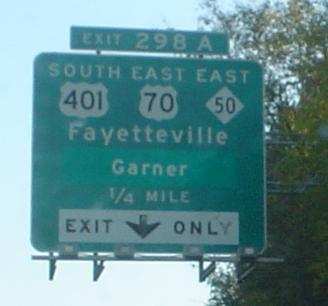 EXIT 298 A
SOUTH EAST EAST
401 70 50
Fayetteville
Garner
1/4 MILE
EXIT ONLY